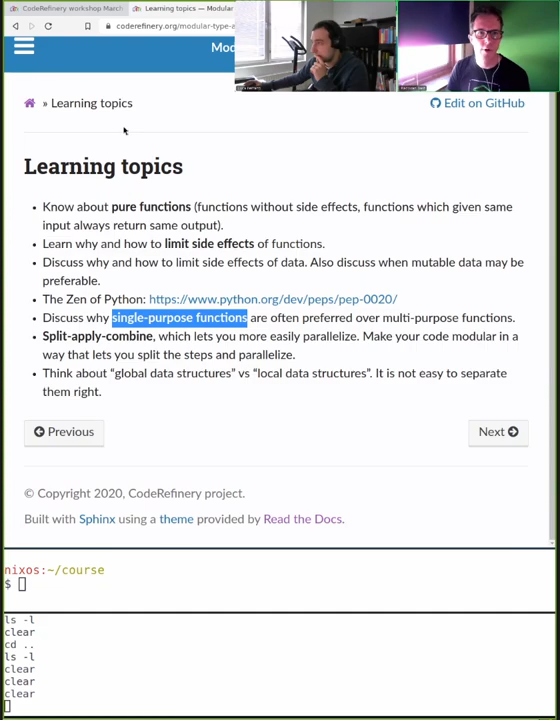 CodeRefinery workshop March
Learning topics — Modular
coderefinery.org/modular-type-a
Mod
» Learning topics
Edit on GitHub
Learning topics
• Know about pure functions (functions without side effects, functions which given same
input always return same output).
• Learn why and how to limit side effects of functions.
• Discuss why and how to limit side effects of data. Also discuss when mutable data may be
preferable.
• The Zen of Python: https://www.python.org/dev/peps/pep-0020/
• Discuss why single-purpose functions are often preferred over multi-purpose functions.
• Split-apply-combine, which lets you more easily parallelize. Make your code modular in a
way that lets you split the steps and parallelize.
• Think about “global data structures” vs “local data structures”. It is not easy to separate
them right.
Previous
Next
© Copyright 2020, CodeRefinery project.
Built with Sphinx using a theme provided by Read the Docs.
nixos:~/course
$
ls -l
clear
cd ..
ls -l
clear
clear
clear